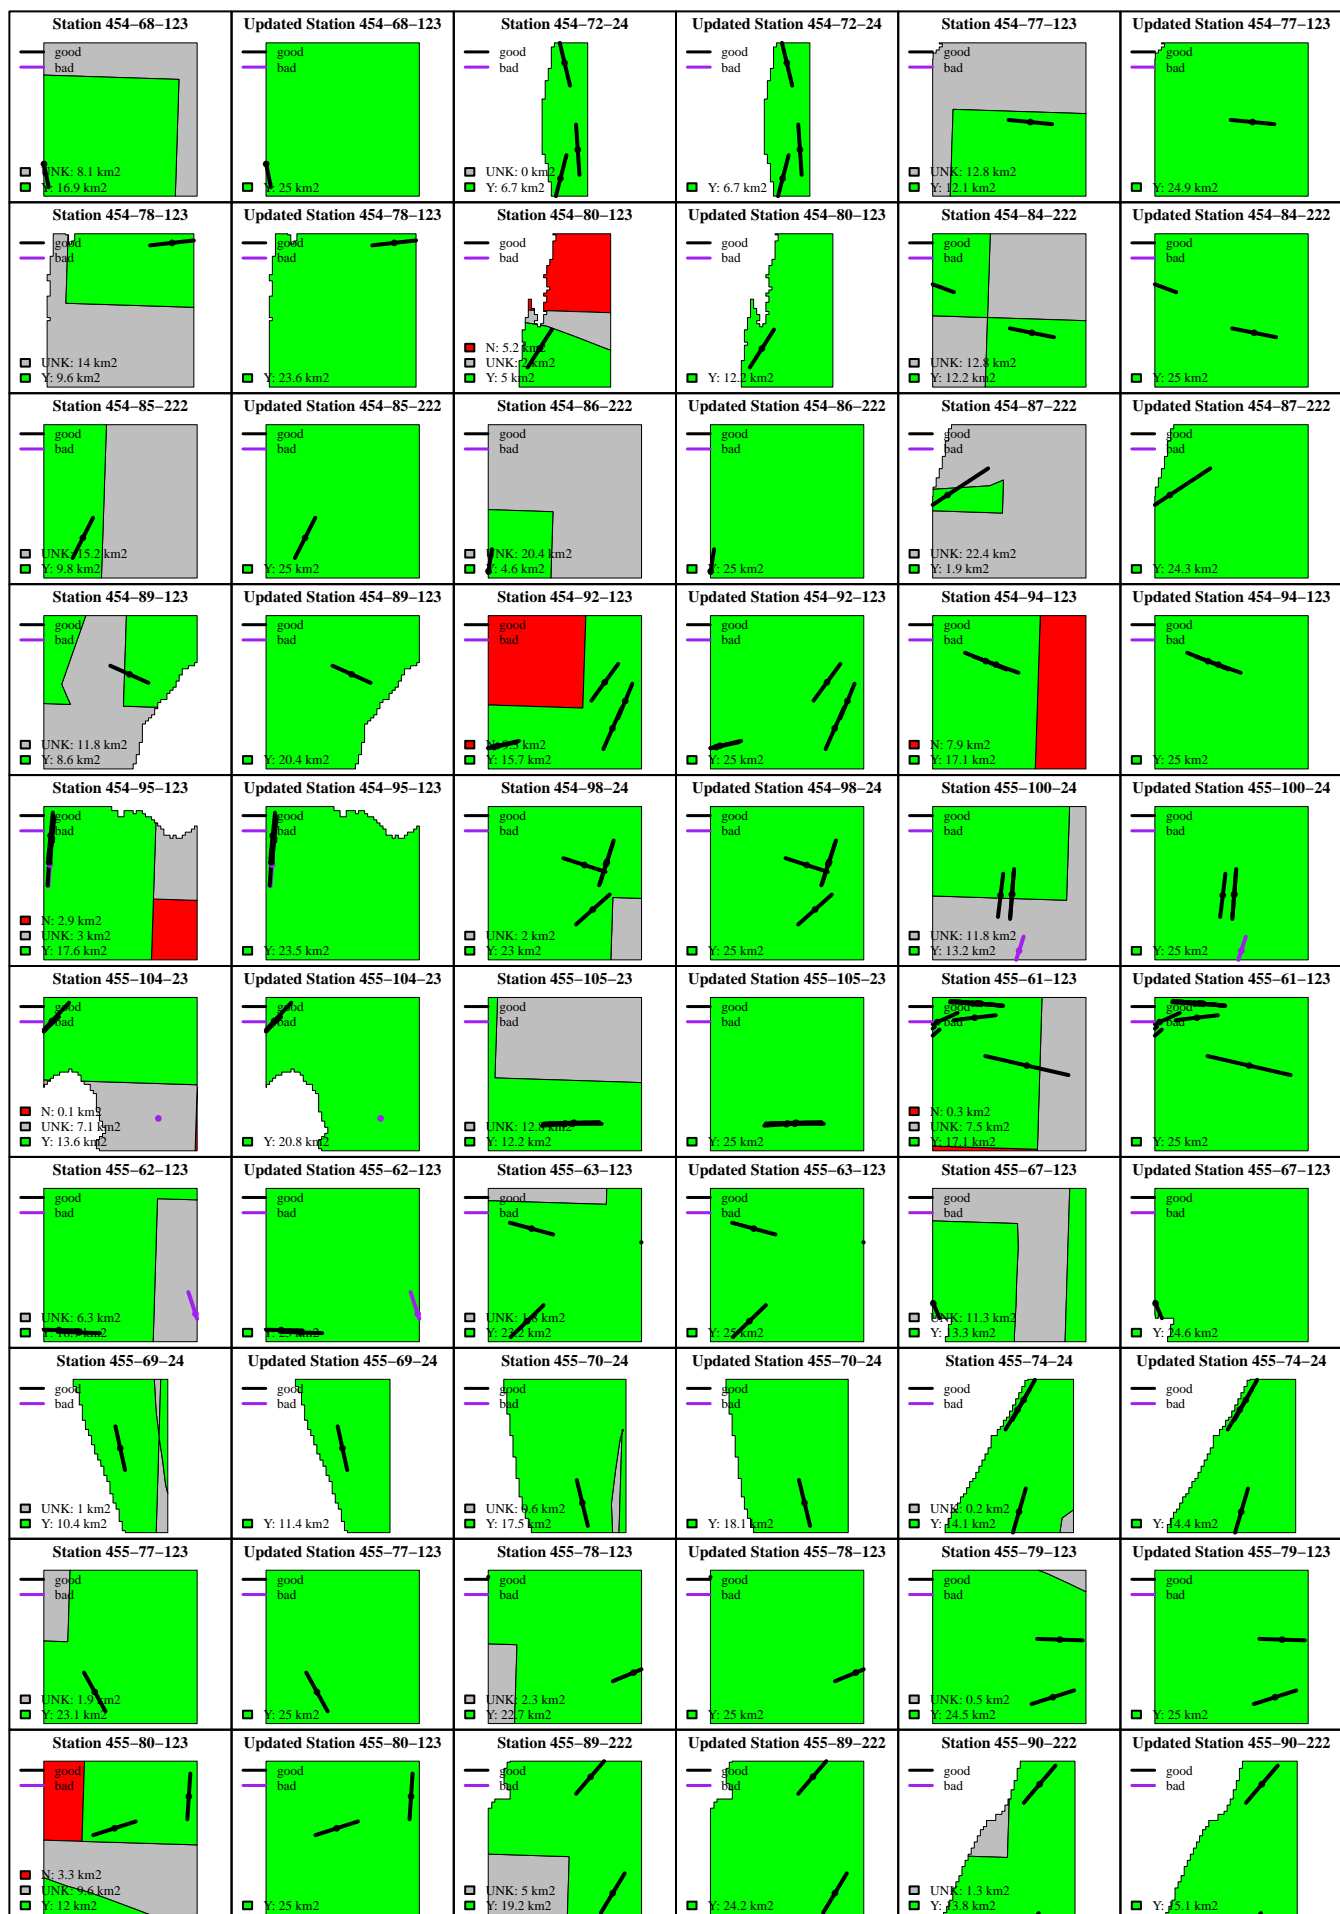 Station 454−68−123
good
bad
UNK: 8.1 km2
Y: 16.9 km2
Updated Station 454−68−123
good
bad
Y: 25 km2
Station 454−72−24
good
bad
UNK: 0 km2
Y: 6.7 km2
Updated Station 454−72−24
good
bad
Y: 6.7 km2
Station 454−77−123
good
bad
UNK: 12.8 km2
Y: 12.1 km2
Updated Station 454−77−123
good
bad
Y: 24.9 km2
Station 454−78−123
good
bad
UNK: 14 km2
Y: 9.6 km2
Updated Station 454−78−123
good
bad
Y: 23.6 km2
Station 454−80−123
good
bad
N: 5.2 km2
UNK: 2 km2
Y: 5 km2
Updated Station 454−80−123
good
bad
Y: 12.2 km2
Station 454−84−222
good
bad
UNK: 12.8 km2
Y: 12.2 km2
Updated Station 454−84−222
good
bad
Y: 25 km2
Station 454−85−222
good
bad
UNK: 15.2 km2
Y: 9.8 km2
Updated Station 454−85−222
good
bad
Y: 25 km2
Station 454−86−222
good
bad
UNK: 20.4 km2
Y: 4.6 km2
Updated Station 454−86−222
good
bad
Y: 25 km2
Station 454−87−222
good
bad
UNK: 22.4 km2
Y: 1.9 km2
Updated Station 454−87−222
good
bad
Y: 24.3 km2
Station 454−89−123
good
bad
UNK: 11.8 km2
Y: 8.6 km2
Updated Station 454−89−123
good
bad
Y: 20.4 km2
Station 454−92−123
good
bad
N: 9.3 km2
Y: 15.7 km2
Updated Station 454−92−123
good
bad
Y: 25 km2
Station 454−94−123
good
bad
N: 7.9 km2
Y: 17.1 km2
Updated Station 454−94−123
good
bad
Y: 25 km2
Station 454−95−123
good
bad
N: 2.9 km2
UNK: 3 km2
Y: 17.6 km2
Updated Station 454−95−123
good
bad
Y: 23.5 km2
Station 454−98−24
good
bad
UNK: 2 km2
Y: 23 km2
Updated Station 454−98−24
good
bad
Y: 25 km2
Station 455−100−24
good
bad
UNK: 11.8 km2
Y: 13.2 km2
Updated Station 455−100−24
good
bad
Y: 25 km2
Station 455−104−23
good
bad
N: 0.1 km2
UNK: 7.1 km2
Y: 13.6 km2
Updated Station 455−104−23
good
bad
Y: 20.8 km2
Station 455−105−23
good
bad
UNK: 12.8 km2
Y: 12.2 km2
Updated Station 455−105−23
good
bad
Y: 25 km2
Station 455−61−123
good
bad
N: 0.3 km2
UNK: 7.5 km2
Y: 17.1 km2
Updated Station 455−61−123
good
bad
Y: 25 km2
Station 455−62−123
good
bad
UNK: 6.3 km2
Y: km2
Updated Station 455−62−123
good
bad
Y: 25 km2
Station 455−63−123
good
bad
UNK: 1.8 km2
Y: 23.2 km2
Updated Station 455−63−123
good
bad
Y: 25 km2
Station 455−67−123
good
bad
UNK: 11.3 km2
Y: 13.3 km2
Updated Station 455−67−123
good
bad
Y: 24.6 km2
Station 455−69−24
good
bad
UNK: 1 km2
Y: 10.4 km2
Updated Station 455−69−24
good
bad
Y: 11.4 km2
Station 455−70−24
good
bad
UNK: 0.6 km2
Y: 17.5 km2
Updated Station 455−70−24
good
bad
Y: 18.1 km2
Station 455−74−24
good
bad
UNK: 0.2 km2
Y: 14.1 km2
Updated Station 455−74−24
good
bad
Y: 14.4 km2
Station 455−77−123
good
bad
UNK: 1.9 km2
Y: 23.1 km2
Updated Station 455−77−123
good
bad
Y: 25 km2
Station 455−78−123
good
bad
UNK: 2.3 km2
Y: 22.7 km2
Updated Station 455−78−123
good
bad
Y: 25 km2
Station 455−79−123
good
bad
UNK: 0.5 km2
Y: 24.5 km2
Updated Station 455−79−123
good
bad
Y: 25 km2
Station 455−80−123
good
bad
N: 3.3 km2
UNK: 9.6 km2
Y: 12 km2
Updated Station 455−80−123
good
bad
Y: 25 km2
Station 455−89−222
good
bad
UNK: 5 km2
Y: 19.2 km2
Updated Station 455−89−222
good
bad
Y: 24.2 km2
Station 455−90−222
good
bad
UNK: 1.3 km2
Y: 13.8 km2
Updated Station 455−90−222
good
bad
Y: 15.1 km2